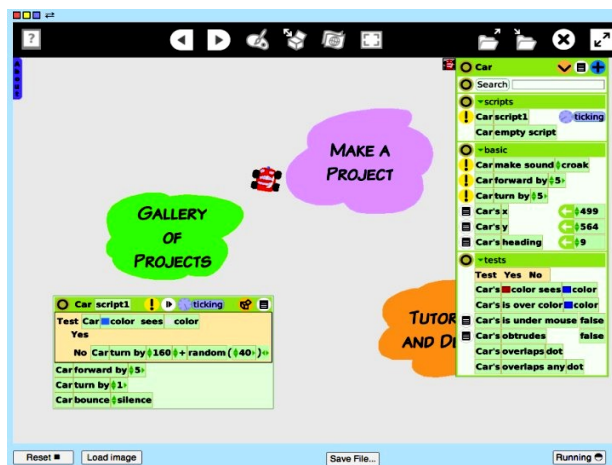 ?
About
MAKE A
PROJECT
GALLERY
OF
PROJECTS
TUTOR
AND D
Car script1 ! ticking
Test Car color sees color
Yes
No Car turn by 160 + random ( 40 )
Car forward by 5
Car turn by 1
Car bounce silence
Car
Search
scripts
! Car script1 ticking
Car empty script
basic
! Car make sound croak
! Car forward by 5
! Car turn by 5
Car's x 499
Car's y 564
Car's heading 9
tests
Test Yes No
Car's color sees color
Car's is over color color
Car's is under mouse false
Car's obtrudes false
Car's overlaps dot
Car's overlaps any dot
Reset
Load image
Save File...
Running